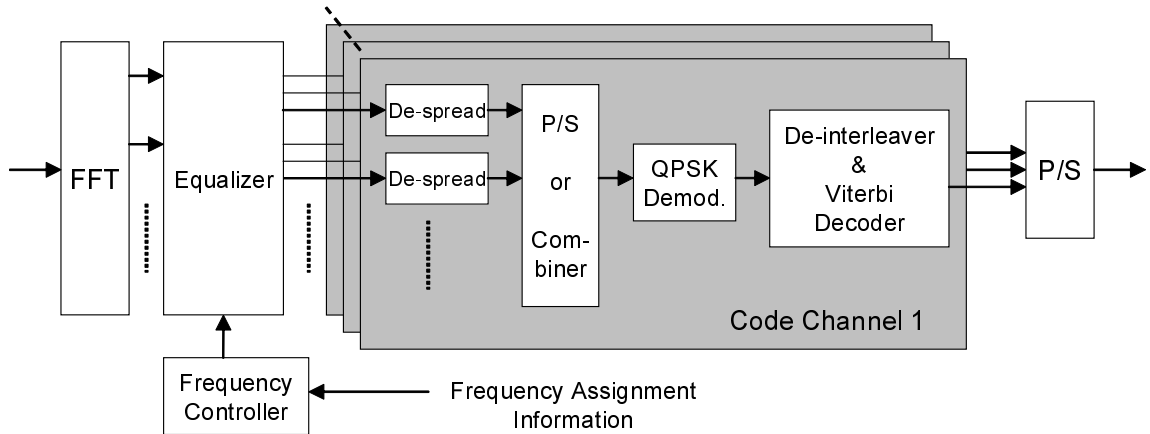 FFT
Equalizer
De-spread
De-spread
P/S
or
Com-
biner
QPSK
Demod.
De-interleaver
&
Viterbi
Decoder
P/S
Code Channel 1
Frequency
Controller
Frequency Assignment
Information